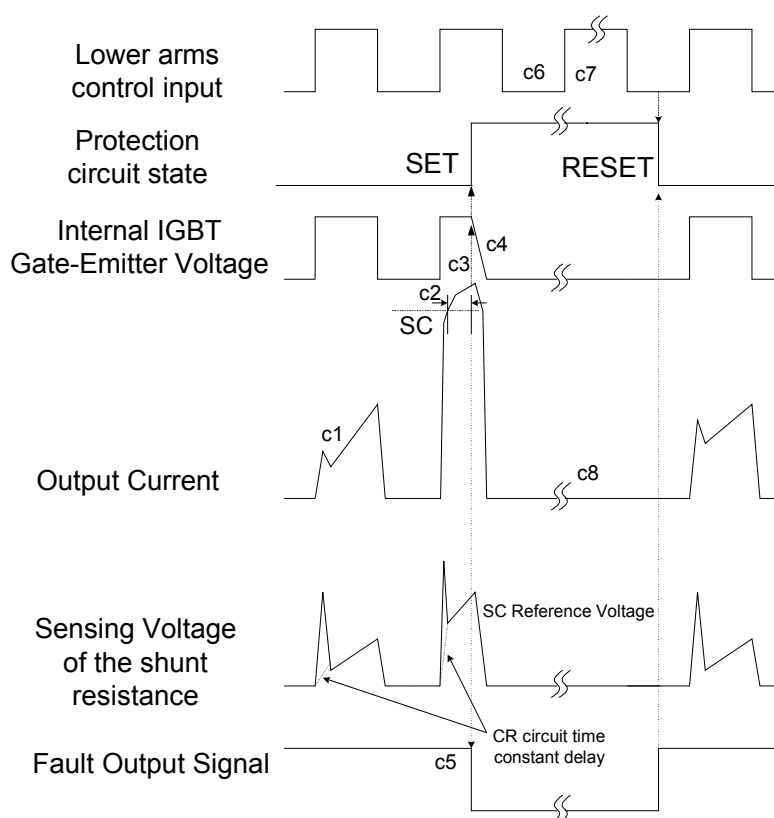 Lower arms
control input
c6
c7
Protection
circuit state
SET
RESET
Internal IGBT
Gate-Emitter Voltage
c4
c3
c2
SC
c1
Output Current
c8
SC Reference Voltage
Sensing Voltage
of the shunt
resistance
CR circuit time
constant delay
Fault Output Signal
c5